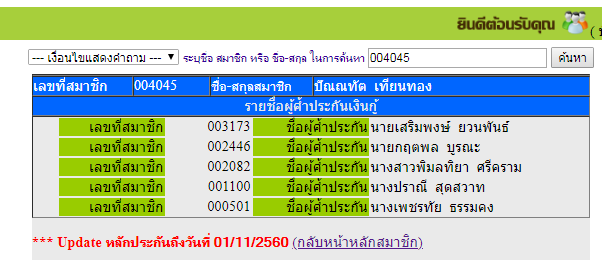 ยินดีต้อนรับคุณ (
--- เงื่อนไขแสดงคำถาม --- ระบุชื่อ สมาชิก หรือ ชื่อ-สกุล ในการค้นหา 004045 ค้นหา
เลขที่สมาชิก 004045 ชื่อ-สกุลสมาชิก ปัณณทัต เทียนทอง
รายชื่อผู้ค้ำประกันเงินกู้
เลขที่สมาชิก 003173 ชื่อผู้ค้ำประกัน นายเสริมพงษ์ ยวนพันธ์
เลขที่สมาชิก 002446 ชื่อผู้ค้ำประกัน นายกฤตพล บูรณะ
เลขที่สมาชิก 002082 ชื่อผู้ค้ำประกัน นางสาวพิมลทิยา ศรีคราม
เลขที่สมาชิก 001100 ชื่อผู้ค้ำประกัน นางปราณี สุดสวาท
เลขที่สมาชิก 000501 ชื่อผู้ค้ำประกัน นางเพชรทัย ธรรมคง
*** Update หลักประกันถึงวันที่ 01/11/2560 (กลับหน้าหลักสมาชิก)